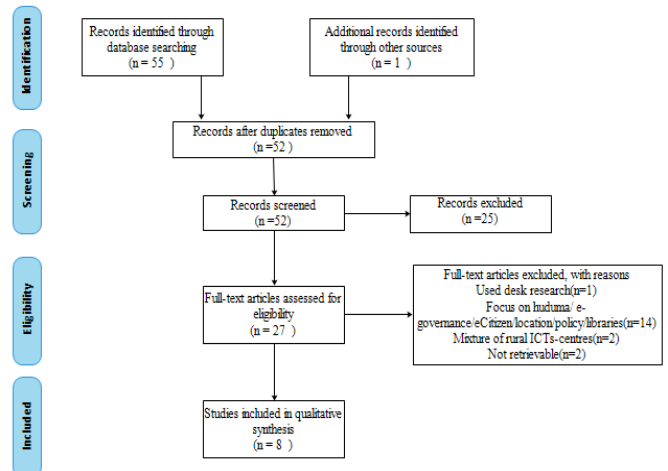 Identification
Records identified through
database searching
(n = 55 )
Additional records identified
through other sources
(n = 1 )
Screening
Records after duplicates removed
(n =52 )
Records screened
(n =52)
Records excluded
(n =25)
Eligibility
Full-text articles assessed for
eligibility
(n = 27 )
Full-text articles excluded, with reasons
Used desk research(n=1)
Focus on huduma/ e-
governance/eCitizen/location/policy/libraries(n=14)
Mixture of rural ICTs-centres(n=2)
Not retrievable(n=2)
Included
Studies included in qualitative
synthesis
(n = 8 )